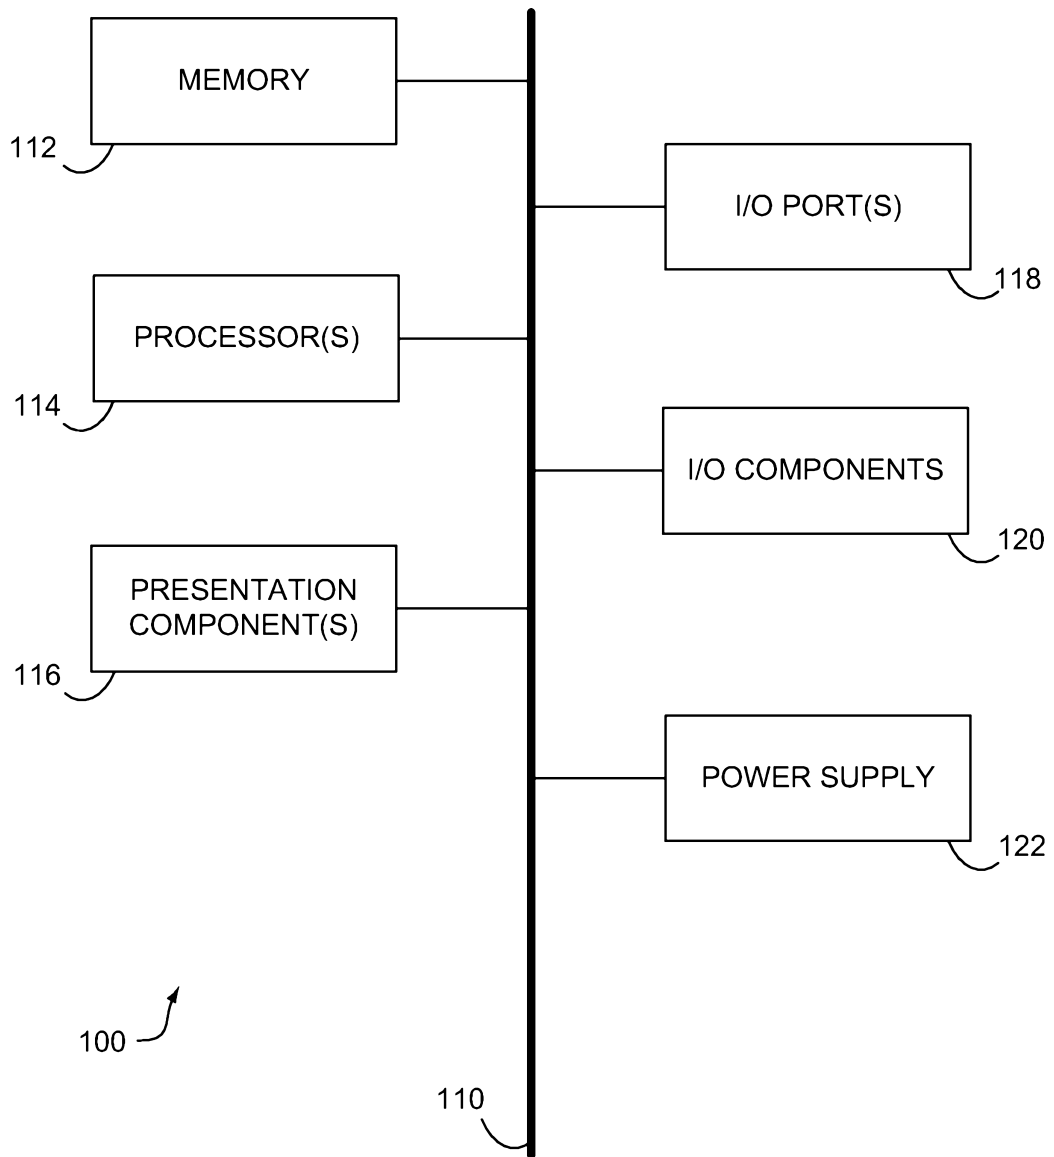 MEMORY
112
I/O PORT(S)
118
PROCESSOR(S)
114
I/O COMPONENTS
120
PRESENTATION
COMPONENT(S)
116
POWER SUPPLY
122
100
110